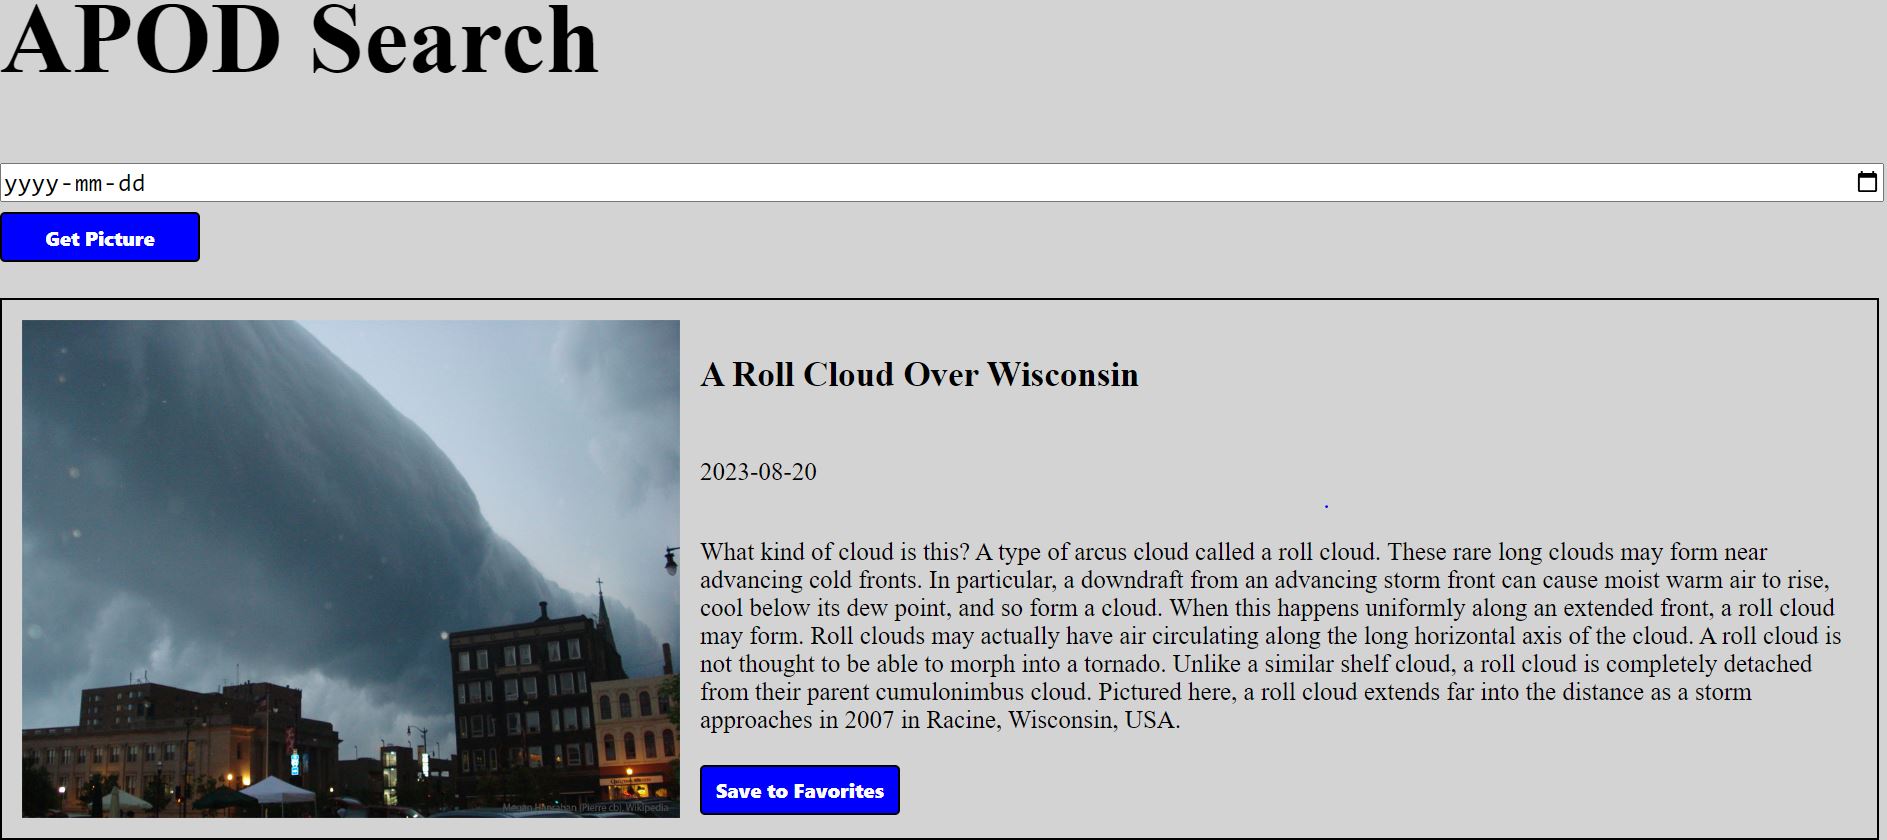 APOD Search
yyyy-mm-dd
Get Picture
A Roll Cloud Over Wisconsin
2023-08-20
What kind of cloud is this? A type of arcus cloud called a roll cloud. These rare long clouds may form near
advancing cold fronts. In particular, a downdraft from an advancing storm front can cause moist warm air to rise,
cool below its dew point, and so form a cloud. When this happens uniformly along an extended front, a roll cloud
may form. Roll clouds may actually have air circulating along the long horizontal axis of the cloud. A roll cloud is
not thought to be able to morph into a tornado. Unlike a similar shelf cloud, a roll cloud is completely detached
from their parent cumulonimbus cloud. Pictured here, a roll cloud extends far into the distance as a storm
approaches in 2007 in Racine, Wisconsin, USA.
Megan Hanrahan (Pierre cb), Wikipedia
Save to Favorites